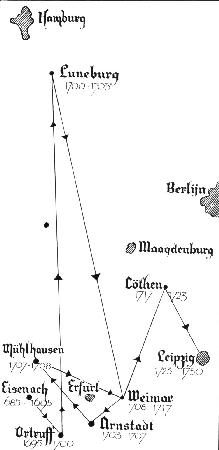 Hamburg
Luneburg
1700-1703
Berlijn
Maagdenburg
Cöthen
1717 1723
Mühlhausen
1707-1708
Leipzig
1723 1750
Eisenach
1685-1695
Erfurt
Weimar
1708-1717
Arnstadt
1703 1707
Ortruff
1695 1700